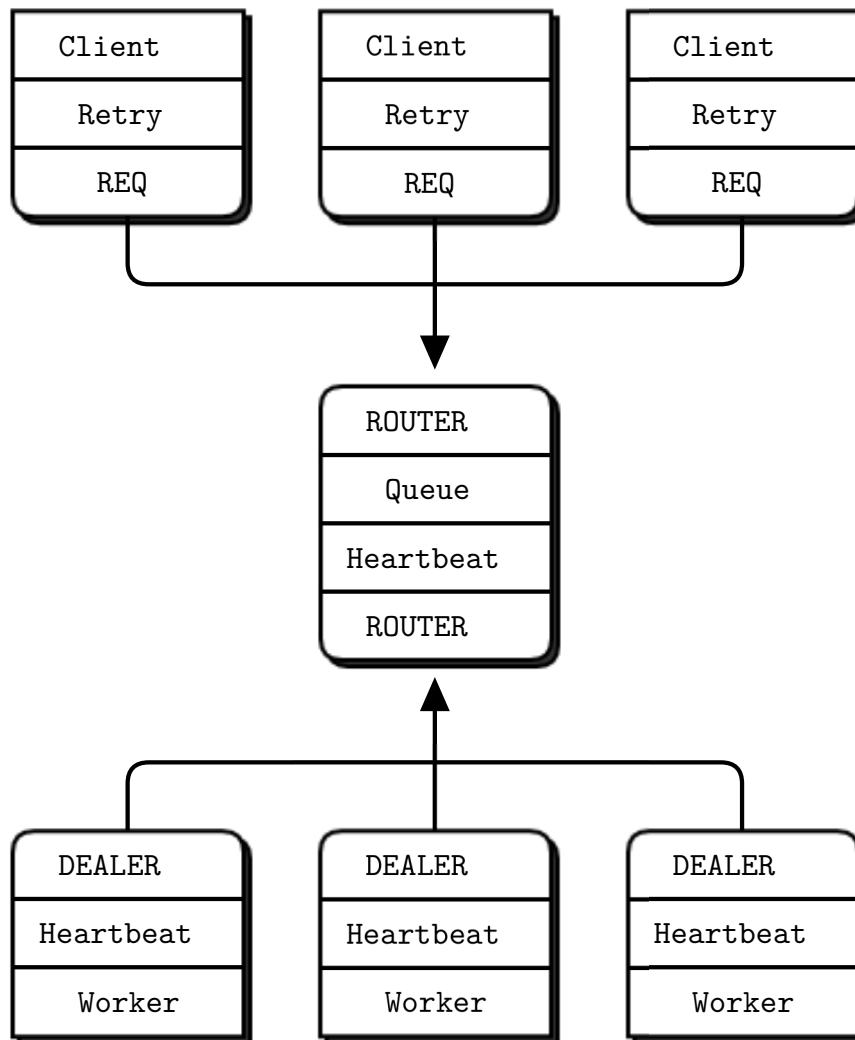 Client Client Client
Retry Retry Retry
REQ REQ REQ
ROUTER
Queue
Heartbeat
ROUTER
DEALER DEALER DEALER
Heartbeat Heartbeat Heartbeat
Worker Worker Worker